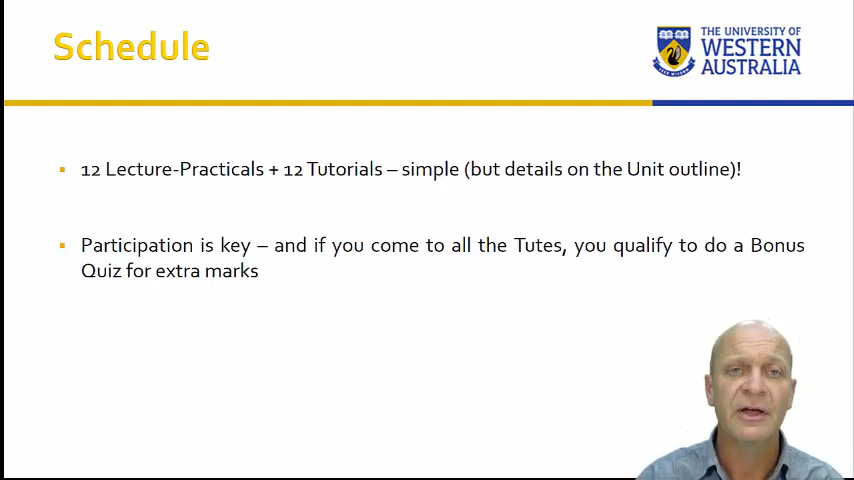 Schedule
THE UNIVERSITY OF
WESTERN
AUSTRALIA
12 Lecture-Practicals + 12 Tutorials – simple (but details on the Unit outline)!
Participation is key – and if you come to all the Tutes, you qualify to do a Bonus
Quiz for extra marks